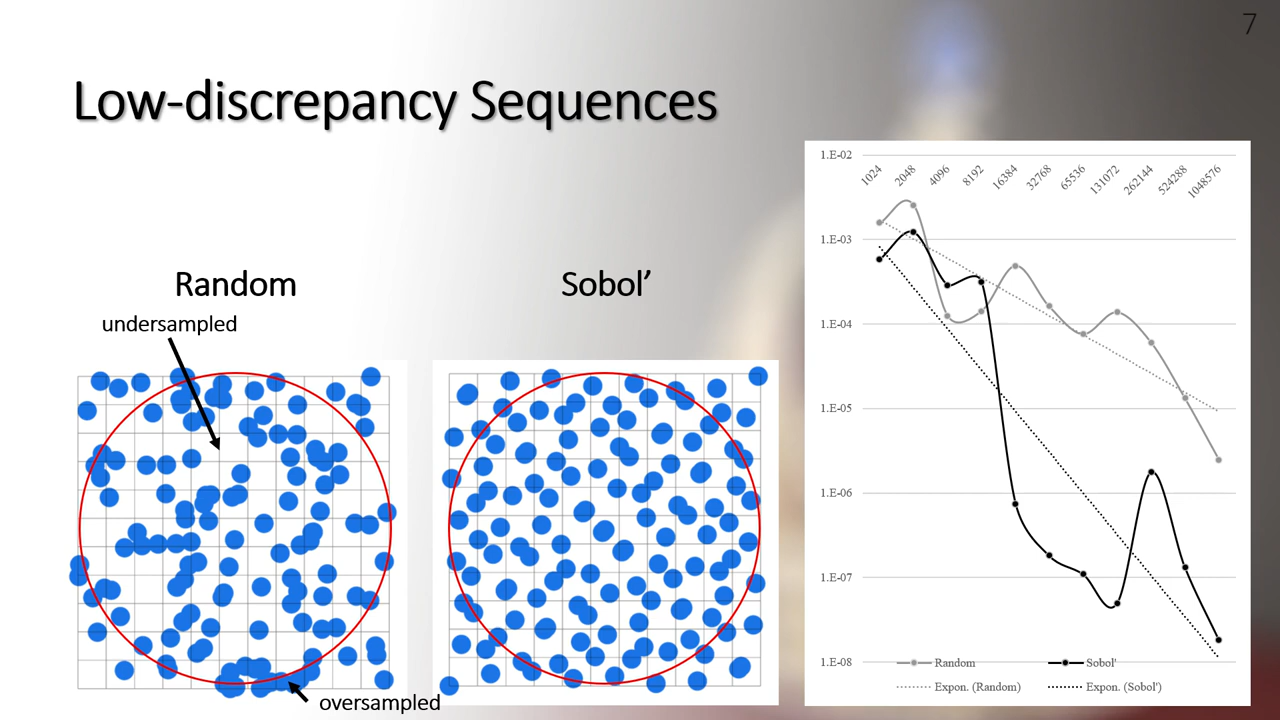 7
Low-discrepancy Sequences
Random
undersampled
oversampled
Sobol’
1.E-02
1.E-03
1.E-04
1.E-05
1.E-06
1.E-07
1.E-08
1024
2048
4096
8192
16384
32768
65536
131072
262144
524288
1048576
Random
Sobol'
Expon. (Random)
Expon. (Sobol')